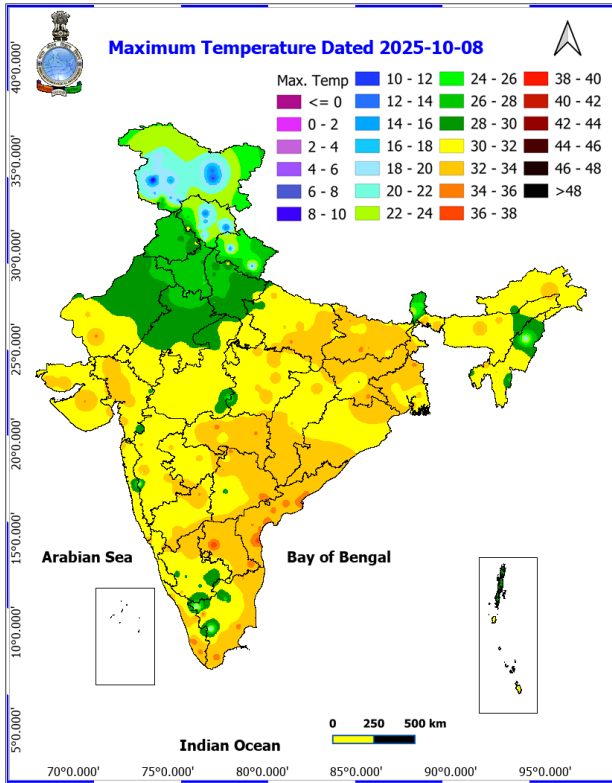 Maximum Temperature Dated 2025-10-08
Max. Temp
<= 0
0 - 2
2 - 4
4 - 6
6 - 8
8 - 10
10 - 12
12 - 14
14 - 16
16 - 18
18 - 20
20 - 22
22 - 24
24 - 26
26 - 28
28 - 30
30 - 32
32 - 34
34 - 36
36 - 38
38 - 40
40 - 42
42 - 44
44 - 46
46 - 48
>48
40°0.000'
35°0.000'
30°0.000'
25°0.000'
20°0.000'
15°0.000'
10°0.000'
5°0.000'
Arabian Sea
Bay of Bengal
0 250 500 km
Indian Ocean
70°0.000' 75°0.000' 80°0.000' 85°0.000' 90°0.000' 95°0.000'